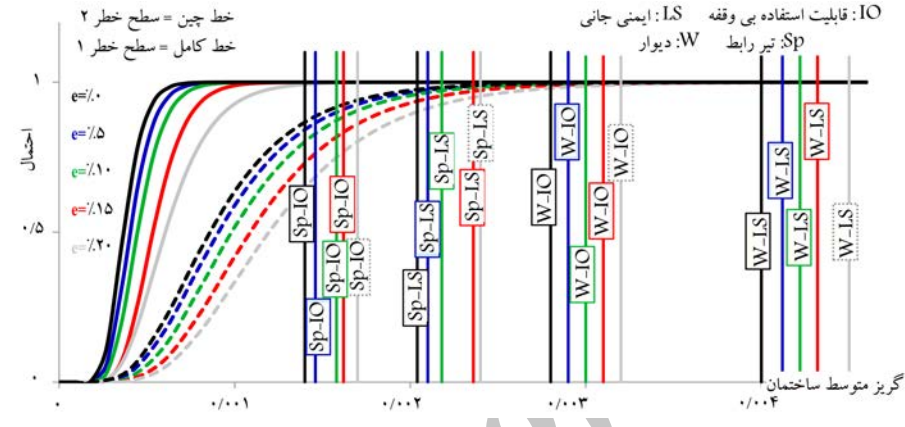 خط چین = سطح خطر ۲
خط کامل = سطح خطر ۱
IO: قابلیت استفاده بی وقفه LS: ایمنی جانی
Sp: تیر رابط W: دیوار
احتمال
۱
۰/۵
۰
e=٪۰
e=٪۵
e=٪۱۰
e=٪۱۵
e=٪۲۰
Sp-IO
Sp-IO
Sp-IO
Sp-IO
Sp-IO
Sp-LS
Sp-LS
Sp-LS
Sp-LS
Sp-LS
W-IO
W-IO
W-IO
W-IO
W-IO
W-LS
W-LS
W-LS
W-LS
W-LS
گریز متوسط ساختمان
۰ ۰/۰۰۱ ۰/۰۰۲ ۰/۰۰۳ ۰/۰۰۴